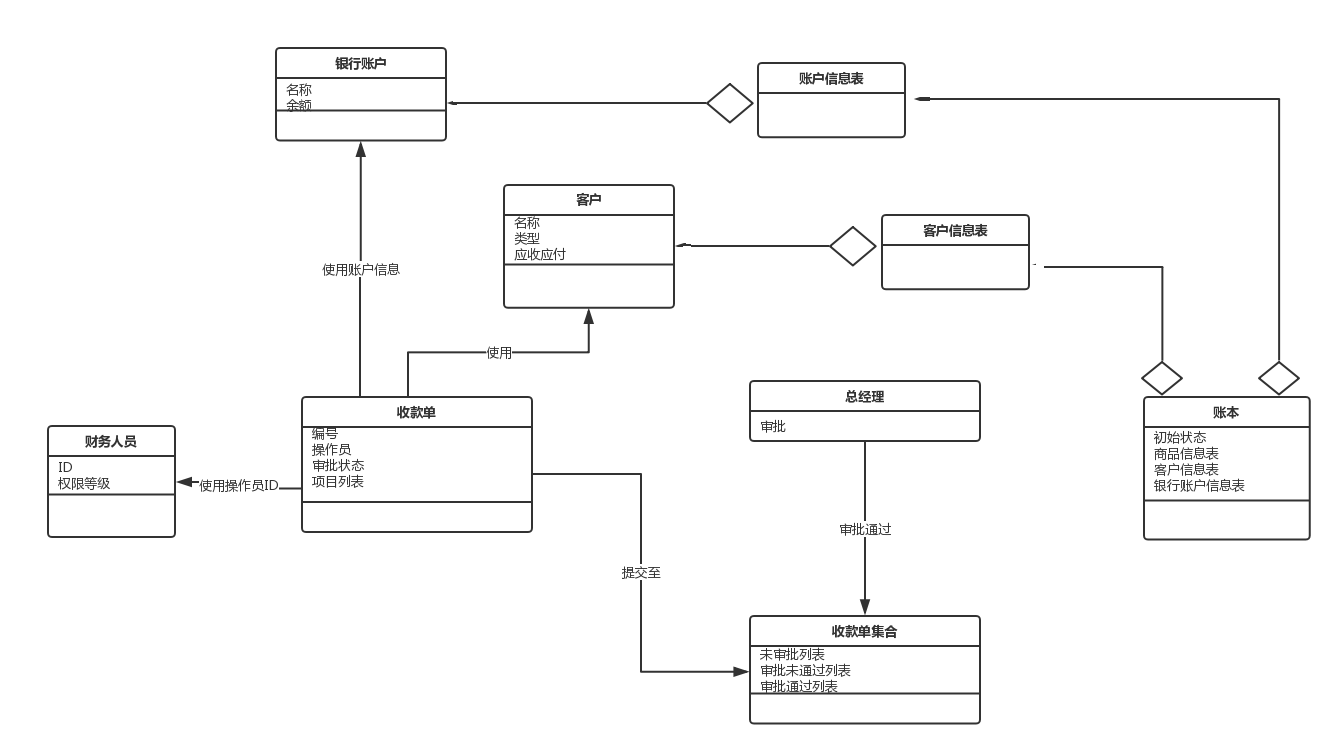 银行账户
名称
余额
账户信息表
客户
名称
类型
应收应付
客户信息表
使用账户信息
使用
收款单
编号
操作员
审批状态
项目列表
财务人员
ID
权限等级
使用操作员ID
总经理
审批
账本
初始状态
商品信息表
客户信息表
银行账户信息表
审批通过
提交至
收款单集合
未审批列表
审批未通过列表
审批通过列表